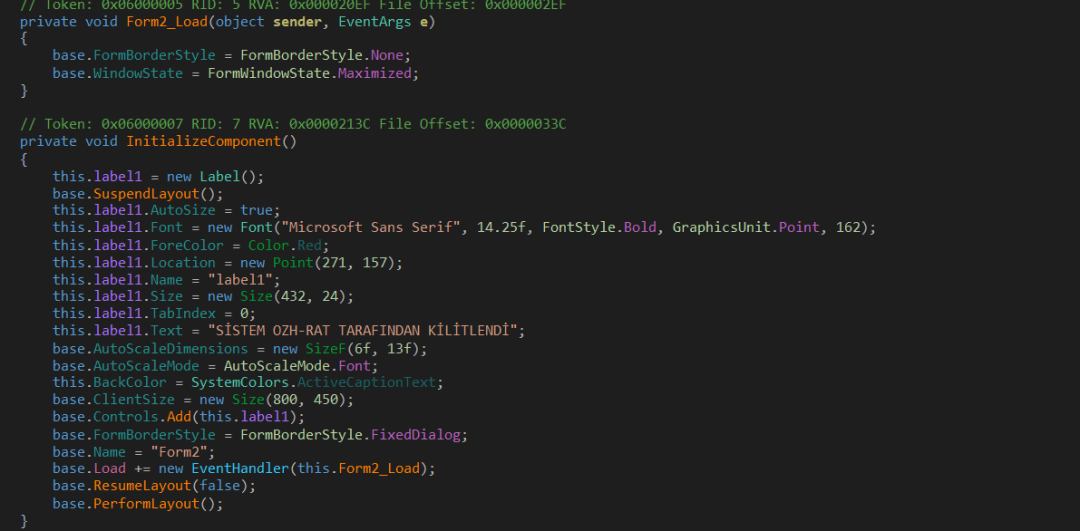 // Token: 0x06000005 RID: 5 RVA: 0x000020EF File Offset: 0x000002EF
private void Form2_Load(object sender, EventArgs e)
{
base.FormBorderStyle = FormBorderStyle.None;
base.WindowState = FormWindowState.Maximized;
}
// Token: 0x06000007 RID: 7 RVA: 0x0000213C File Offset: 0x0000033C
private void InitializeComponent()
{
this.label1 = new Label();
base.SuspendLayout();
this.label1.AutoSize = true;
this.label1.Font = new Font("Microsoft Sans Serif", 14.25f, FontStyle.Bold, GraphicsUnit.Point, 162);
this.label1.ForeColor = Color.Red;
this.label1.Location = new Point(271, 157);
this.label1.Name = "label1";
this.label1.Size = new Size(432, 24);
this.label1.TabIndex = 0;
this.label1.Text = "SİSTEM OZH-RAT TARAFINDAN KİLİTLENDİ";
base.AutoScaleDimensions = new SizeF(6f, 13f);
base.AutoScaleMode = AutoScaleMode.Font;
this.BackColor = SystemColors.ActiveCaptionText;
base.ClientSize = new Size(800, 450);
base.Controls.Add(this.label1);
base.FormBorderStyle = FormBorderStyle.FixedDialog;
base.Name = "Form2";
base.Load += new EventHandler(this.Form2_Load);
base.ResumeLayout(false);
base.PerformLayout();
}